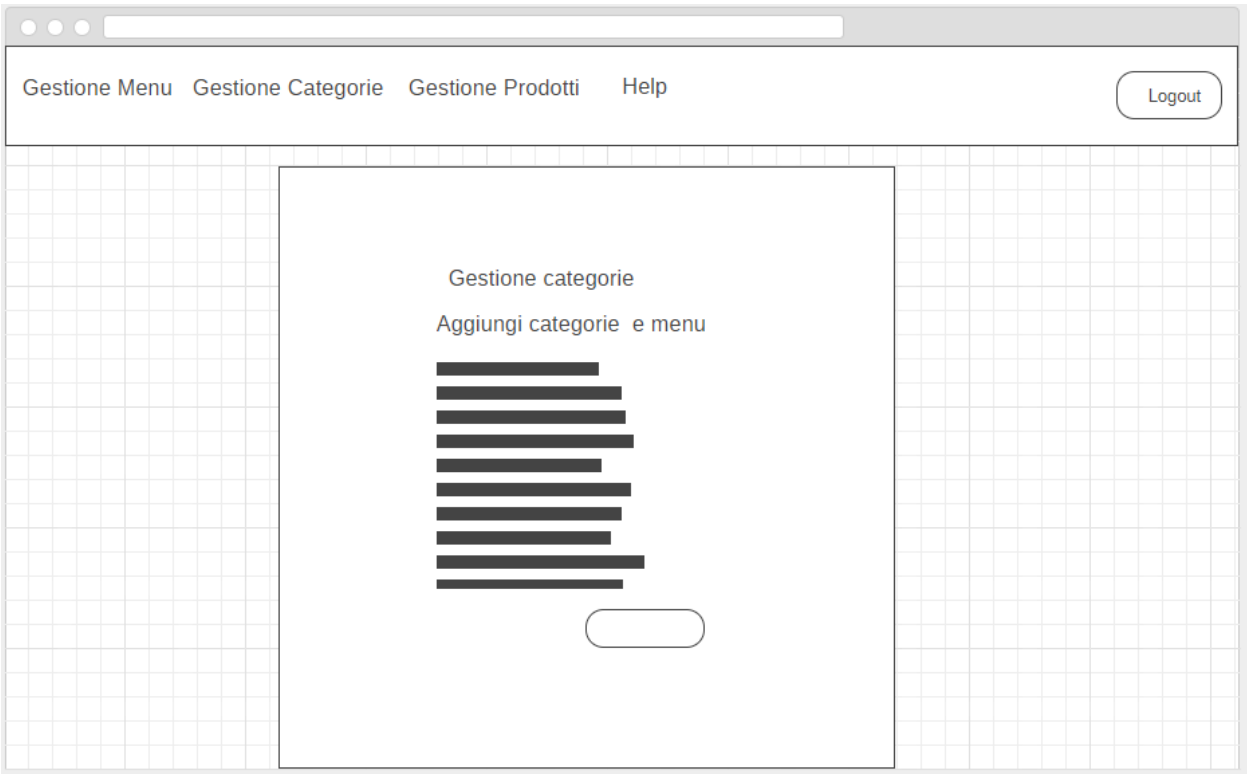 Gestione Menu Gestione Categorie Gestione Prodotti Help Logout
Gestione categorie
Aggiungi categorie e menu